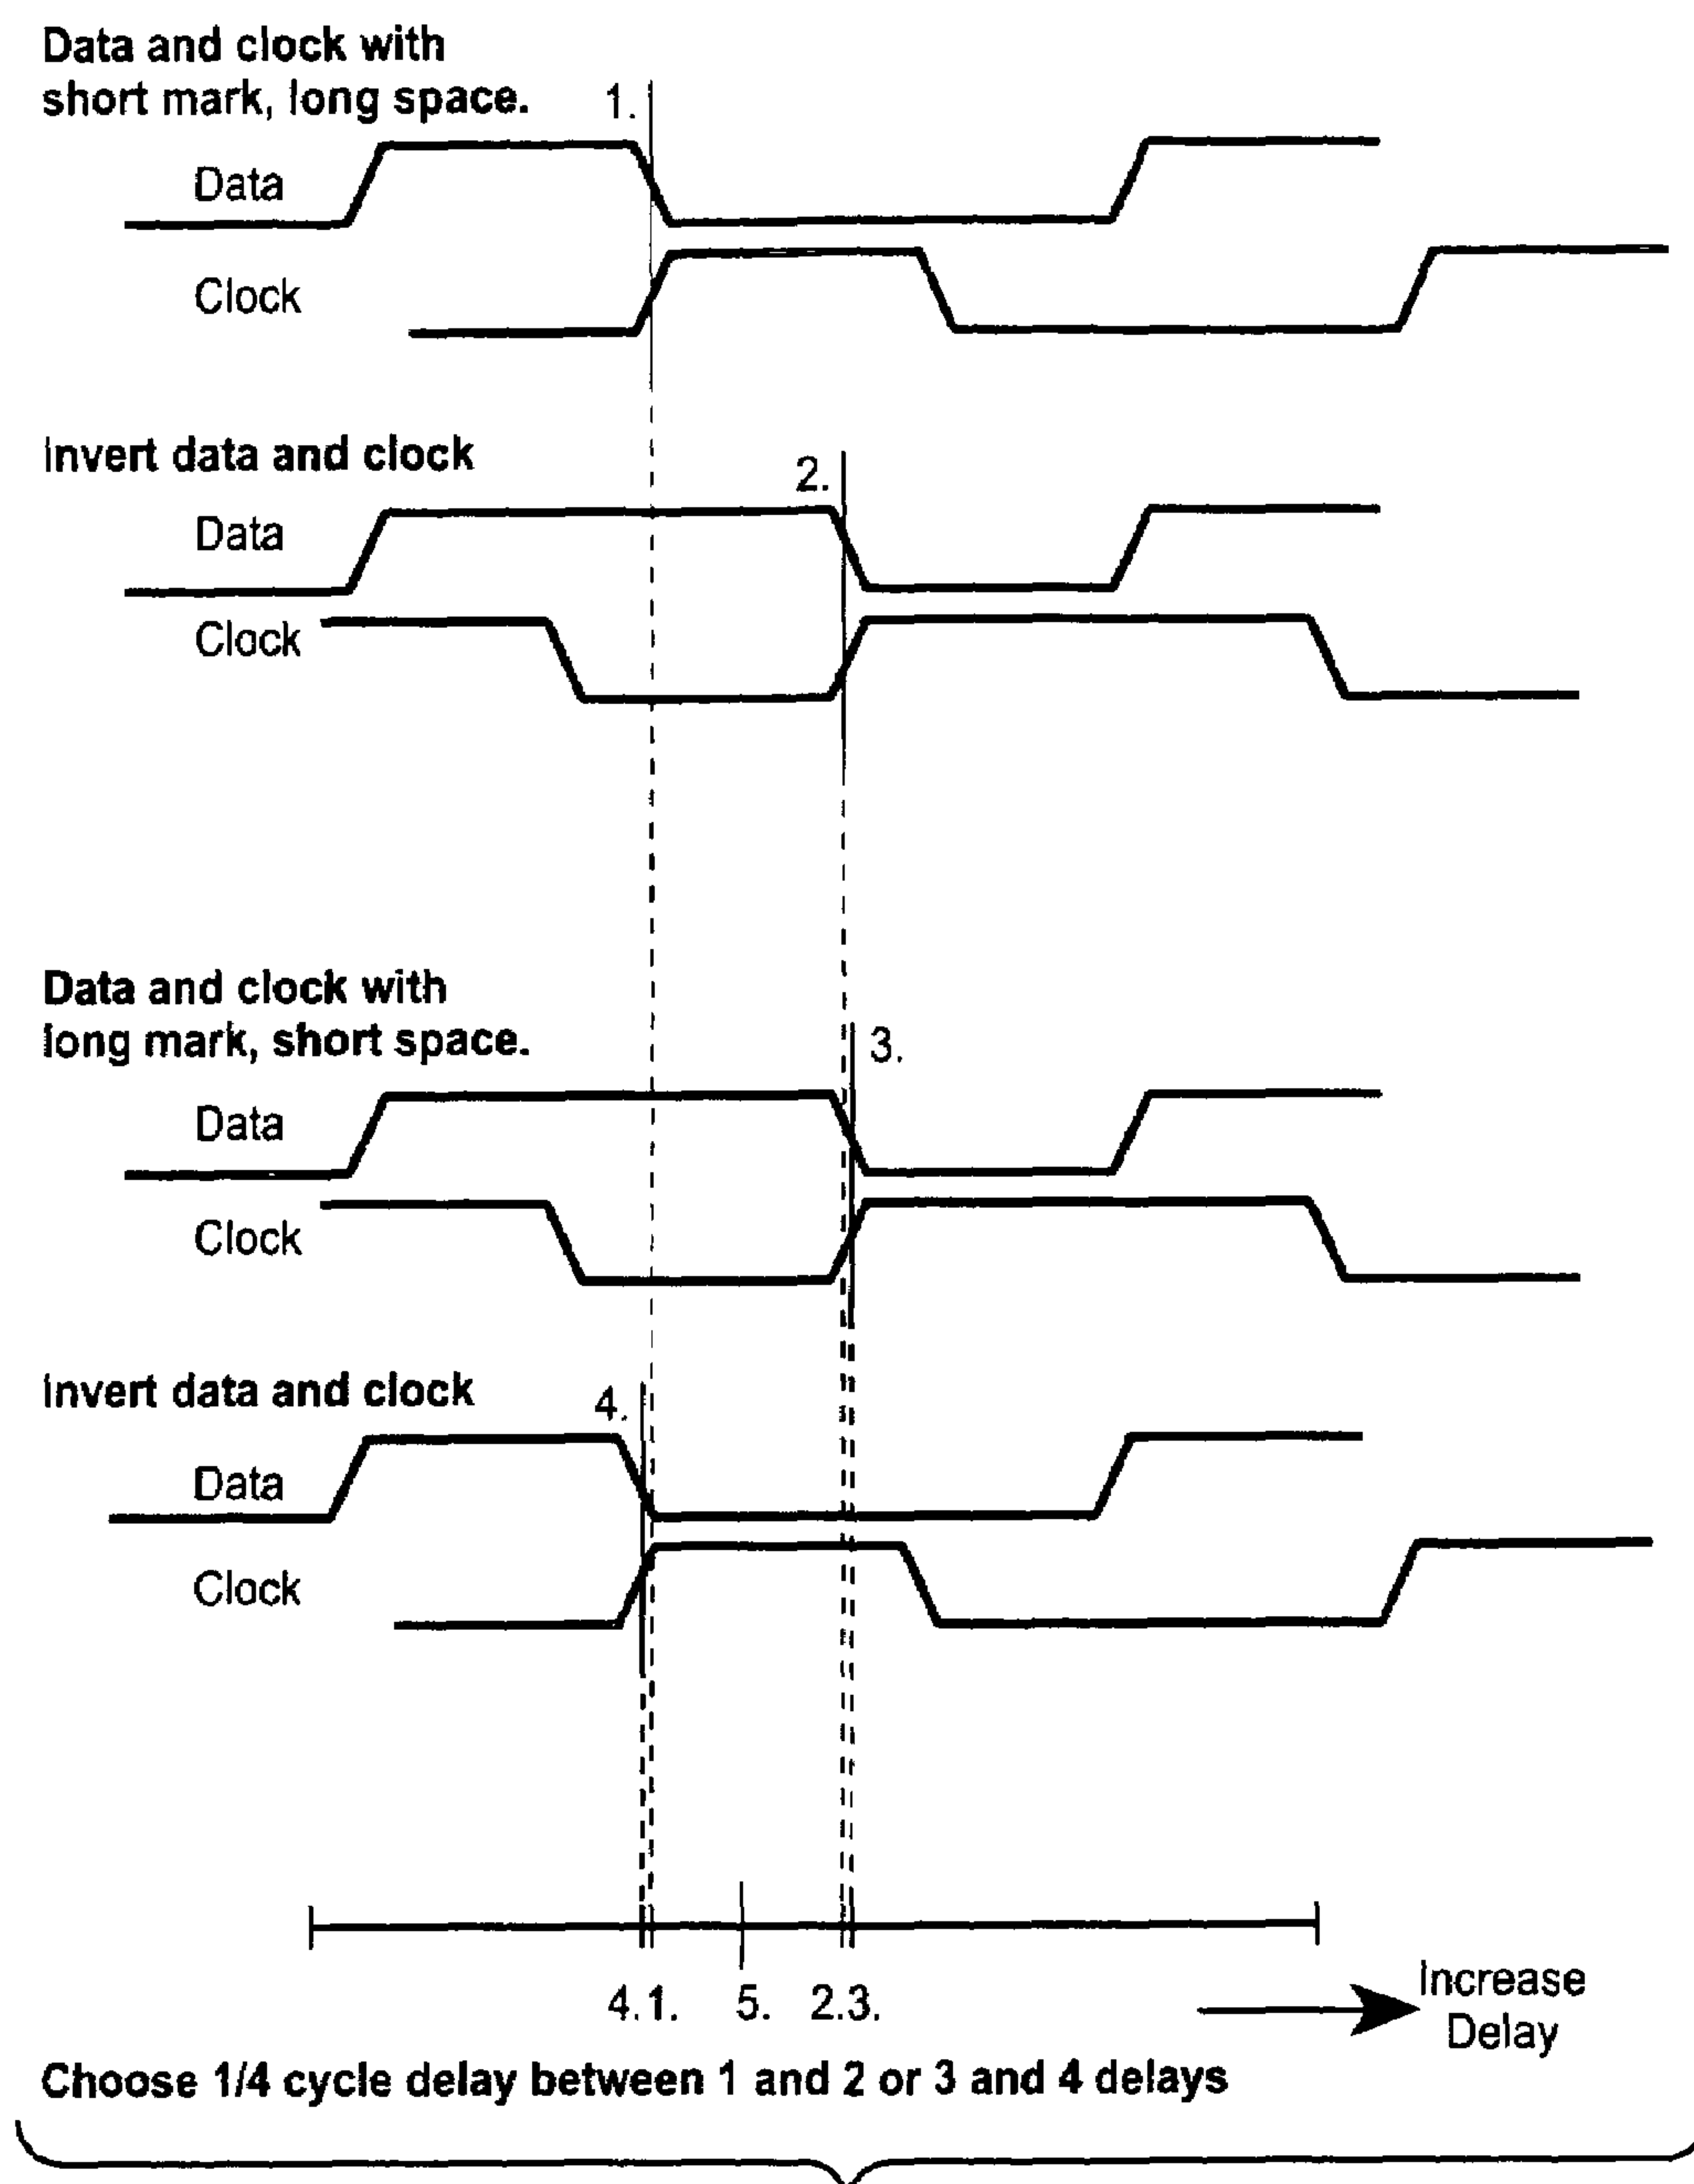 Data and clock with
short mark, long space.
1.
Data
Clock
Invert data and clock
2.
Data
Clock
Data and clock with
long mark, short space.
3.
Data
Clock
Invert data and clock
4.
Data
Clock
4.1. 5. 2.3.
Increase
Delay
Choose 1/4 cycle delay between 1 and 2 or 3 and 4 delays